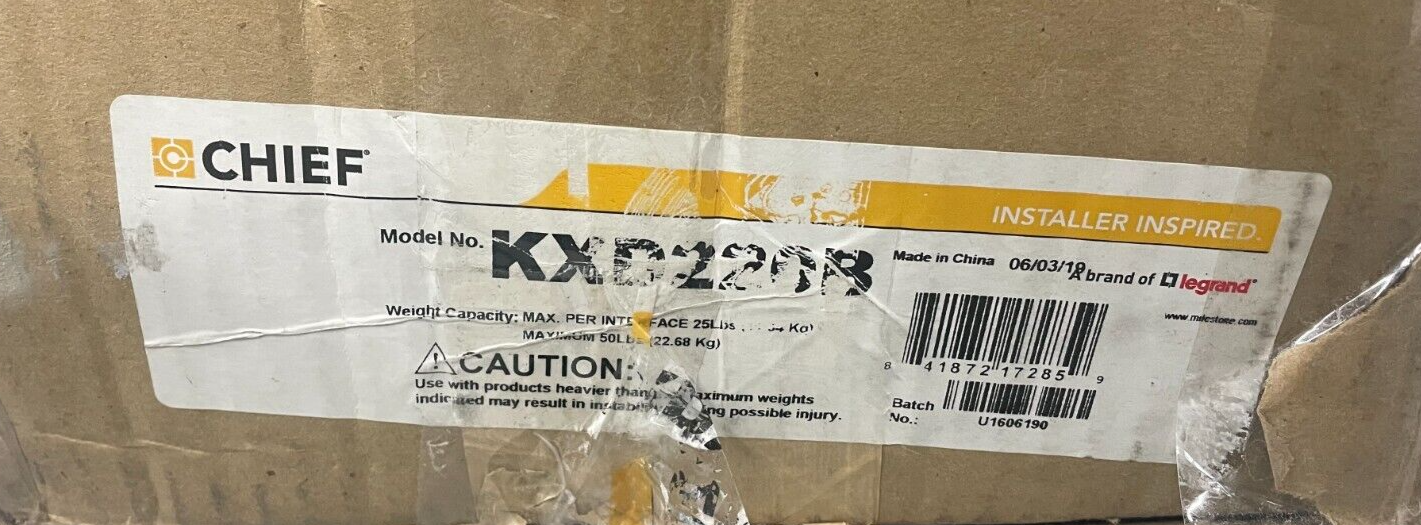 CHIEF®
INSTALLER INSPIRED.
Model No. KXD220B
Made in China 06/03/19
A brand of legrand®
www.milestone.com
Weight Capacity: MAX. PER INTERFACE 25Lbs 34 Kg)
MAXIMUM 50LBS (22.68 Kg)
CAUTION:
Use with products heavier than maximum weights
indicated may result in instability possible injury.
8 41872 17285 9
Batch
No.:
U1606190